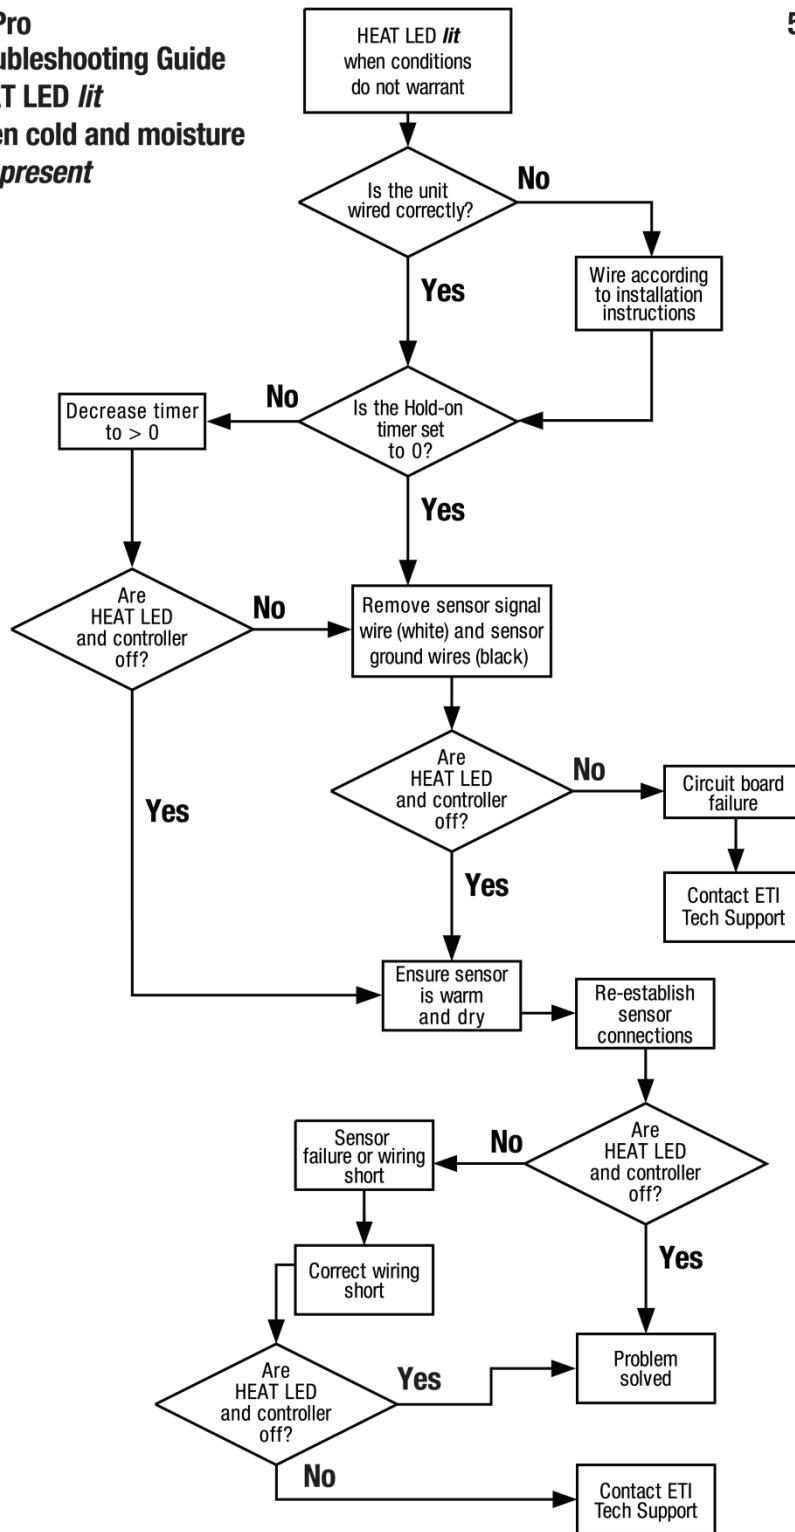 Pro
ubleshooting Guide
AT LED lit
en cold and moisture
present
5
HEAT LED lit
when conditions
do not warrant
Is the unit
wired correctly?
No
Wire according
to installation
instructions
Yes
Is the Hold-on
timer set
to 0?
No
Decrease timer
to > 0
Yes
Are
HEAT LED
and controller
off?
No
Remove sensor signal
wire (white) and sensor
ground wires (black)
Yes
Are
HEAT LED
and controller
off?
No
Circuit board
failure
Contact ETI
Tech Support
Yes
Ensure sensor
is warm
and dry
Re-establish
sensor
connections
Are
HEAT LED
and controller
off?
No
Sensor
failure or wiring
short
Yes
Correct wiring
short
Are
HEAT LED
and controller
off?
Yes
Problem
solved
No
Contact ETI
Tech Support